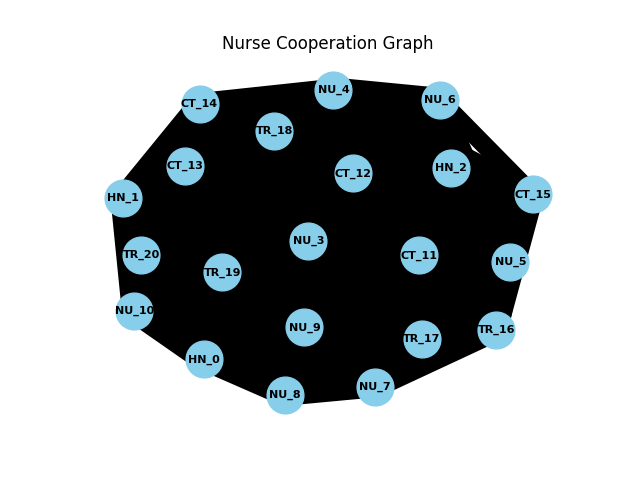 Nurse Cooperation Graph
NU_4
NU_6
CT_14
TR_18
CT_13
HN_2
CT_12
CT_15
HN_1
NU_3
TR_20
CT_11
NU_5
TR_19
NU_10
NU_9
TR_16
TR_17
HN_0
NU_7
NU_8